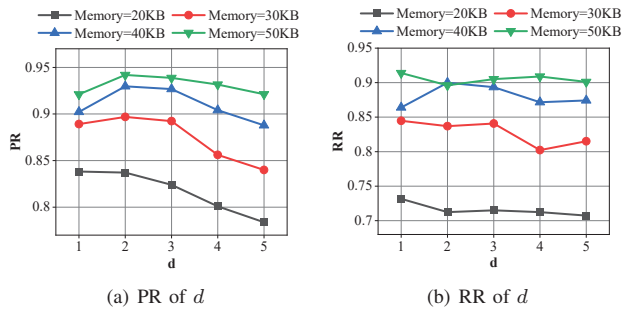 Memory=20KB Memory=30KB
Memory=40KB Memory=50KB
0.95
0.9
0.85
0.8
PR
1 2 3 4 5
d
(a) PR of d
Memory=20KB Memory=30KB
Memory=40KB Memory=50KB
0.95
0.9
0.85
0.8
0.75
0.7
RR
1 2 3 4 5
d
(b) RR of d